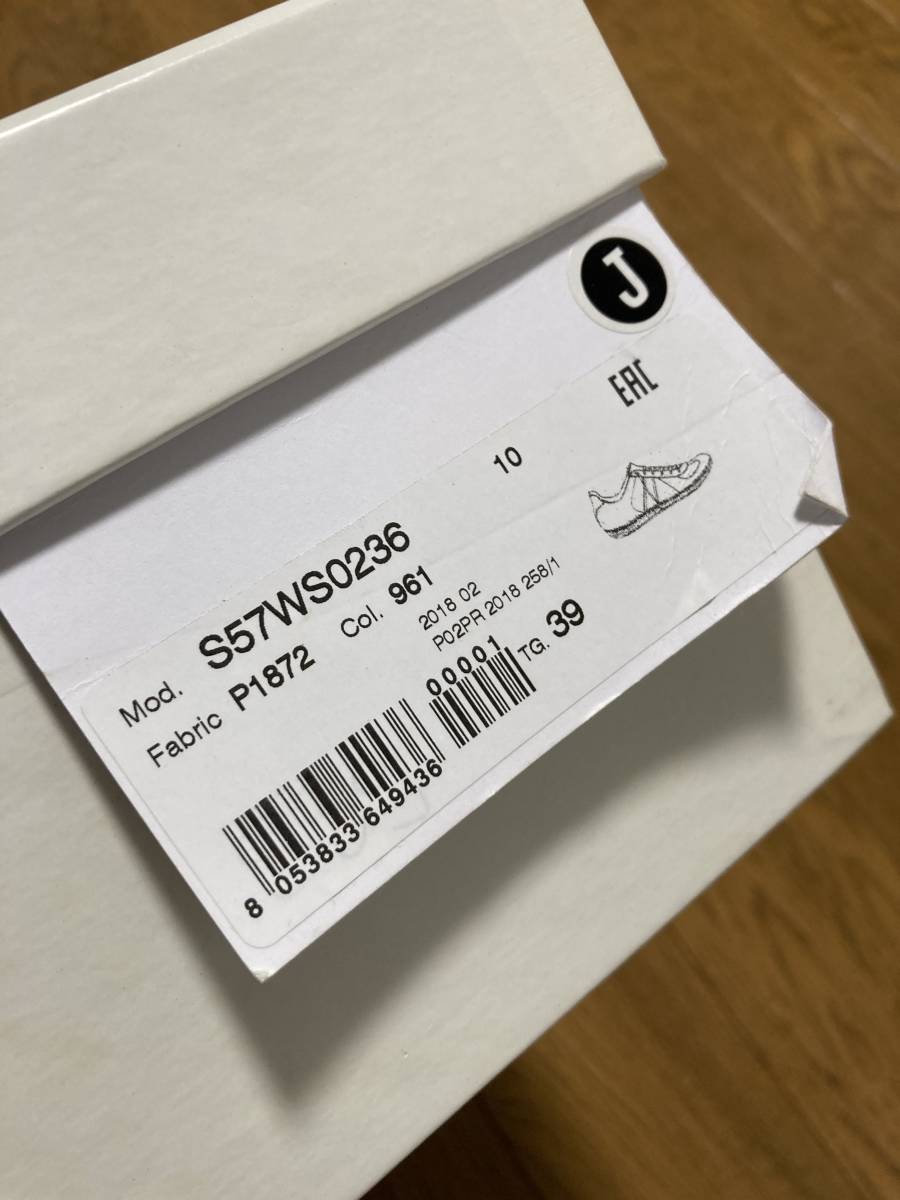 J
EAC
10
Mod. S57WS0236
Fabric P1872 Col. 961
2018 02
P02PR 2018 258/1
00001 TG. 39
8 053833 649436